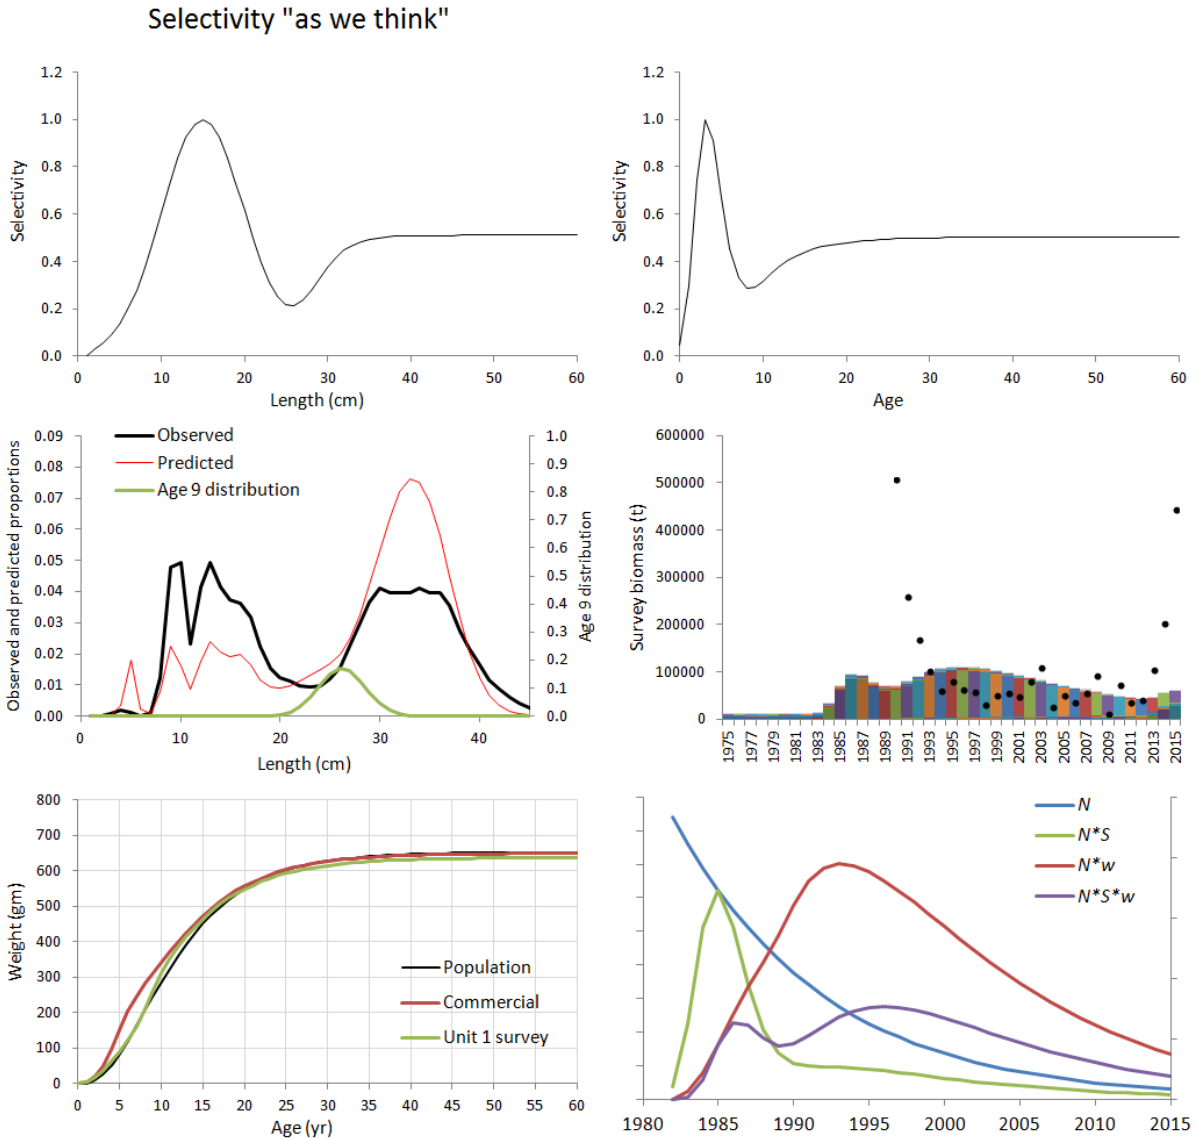 Selectivity "as we think"
1.2
1.0
0.8
0.6
0.4
0.2
0.0
Selectivity
0 10 20 30 40 50 60
Length (cm)
1.2
1.0
0.8
0.6
0.4
0.2
0.0
Selectivity
0 10 20 30 40 50 60
Age
Observed
Predicted
Age 9 distribution
0.09
0.08
0.07
0.06
0.05
0.04
0.03
0.02
0.01
0.00
Observed and predicted proportions
1.0
0.9
0.8
0.7
0.6
0.5
0.4
0.3
0.2
0.1
0.0
Age 9 distribution
0 10 20 30 40
Length (cm)
600000
500000
400000
300000
200000
100000
0
Survey biomass (t)
1975 1977 1979 1981 1983 1985 1987 1989 1991 1993 1995 1997 1999 2001 2003 2005 2007 2009 2011 2013 2015
800
700
600
500
400
300
200
100
0
Weight (gm)
Population
Commercial
Unit 1 survey
0 5 10 15 20 25 30 35 40 45 50 55 60
Age (yr)
N
N*S
N*w
N*S*w
1980 1985 1990 1995 2000 2005 2010 2015